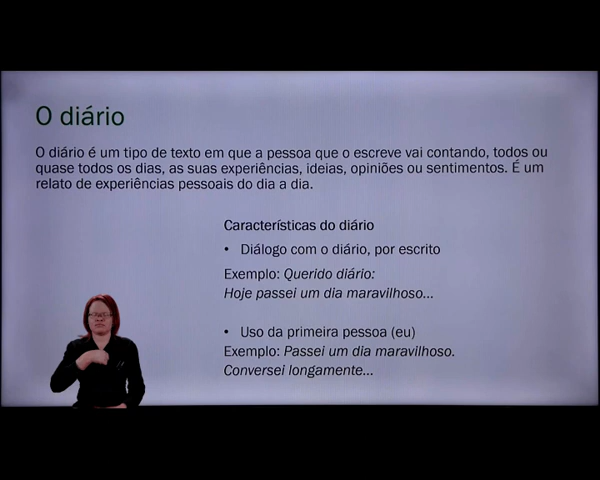 O diário
O diário é um tipo de texto em que a pessoa que o escreve vai contando, todos ou
quase todos os dias, as suas experiências, ideias, opiniões ou sentimentos. É um
relato de experiências pessoais do dia a dia.
Características do diário
• Diálogo com o diário, por escrito
Exemplo: Querido diário:
Hoje passei um dia maravilhoso...
• Uso da primeira pessoa (eu)
Exemplo: Passei um dia maravilhoso.
Conversei longamente...